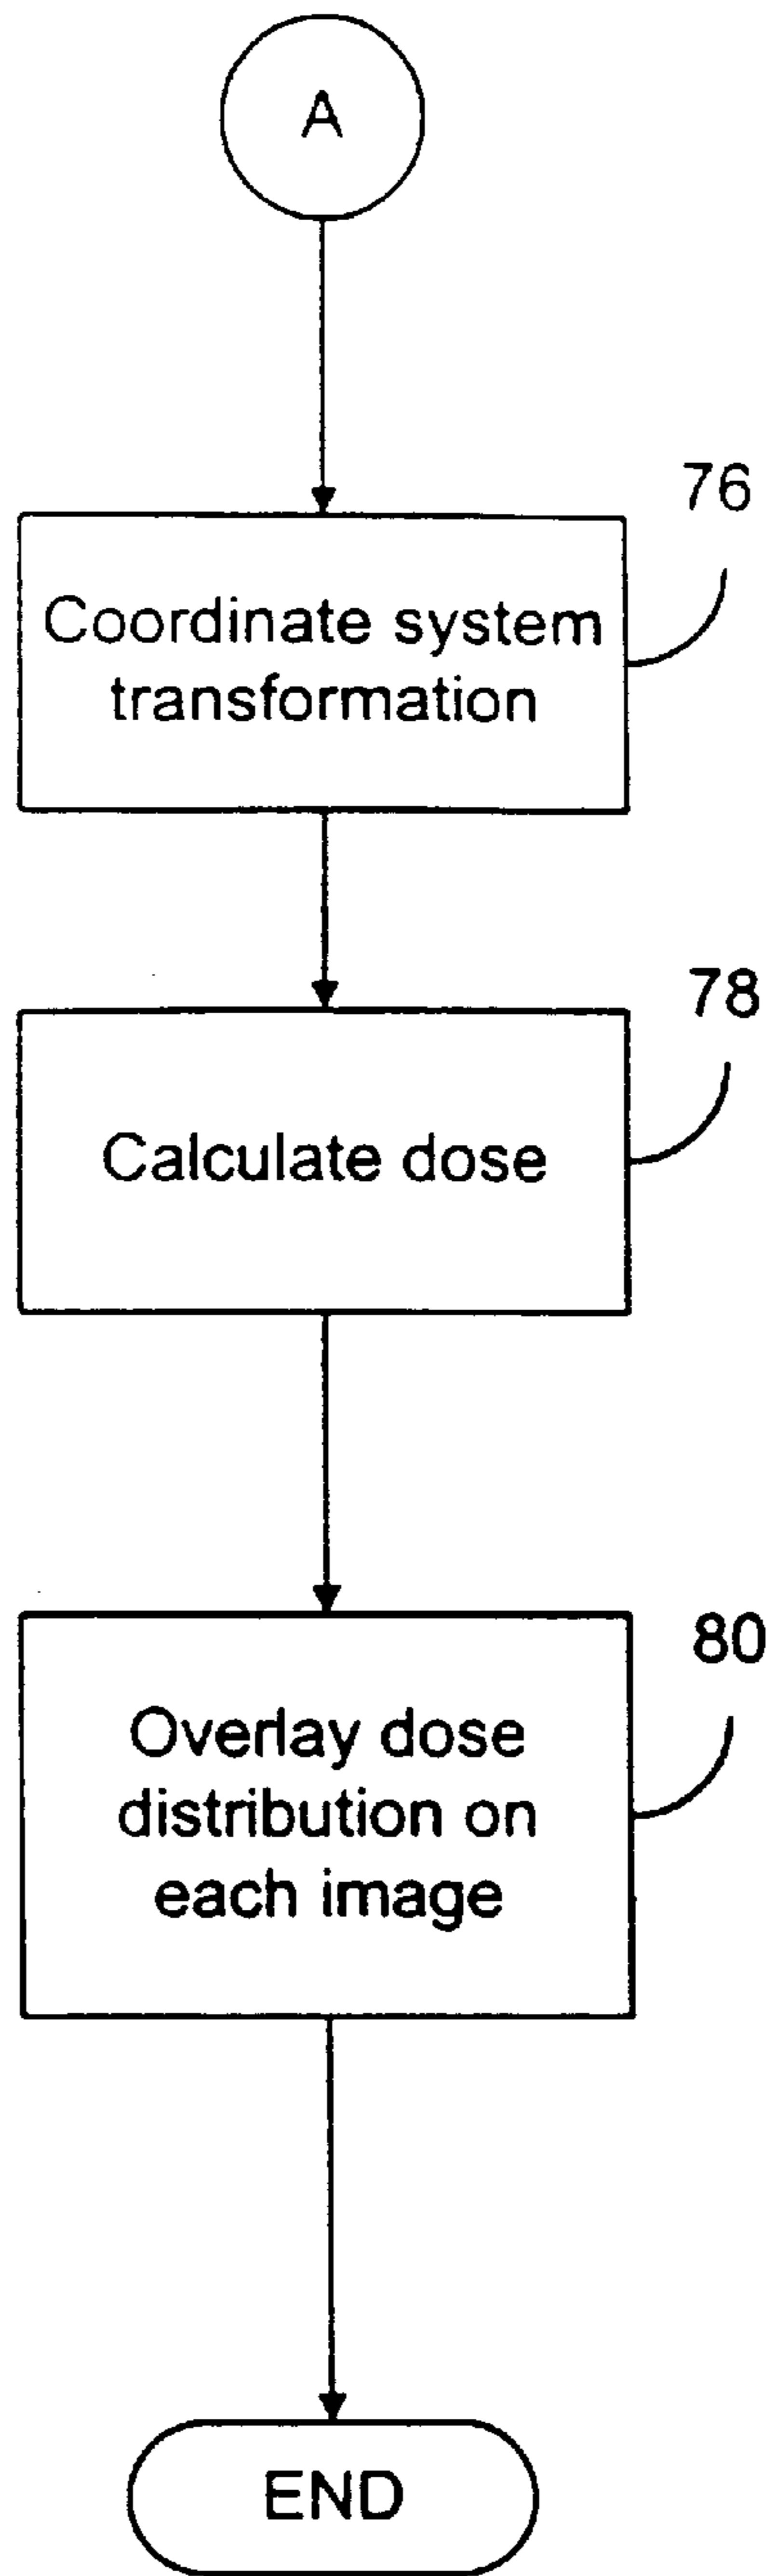 A
76
Coordinate system
transformation
78
Calculate dose
80
Overlay dose
distribution on
each image
END